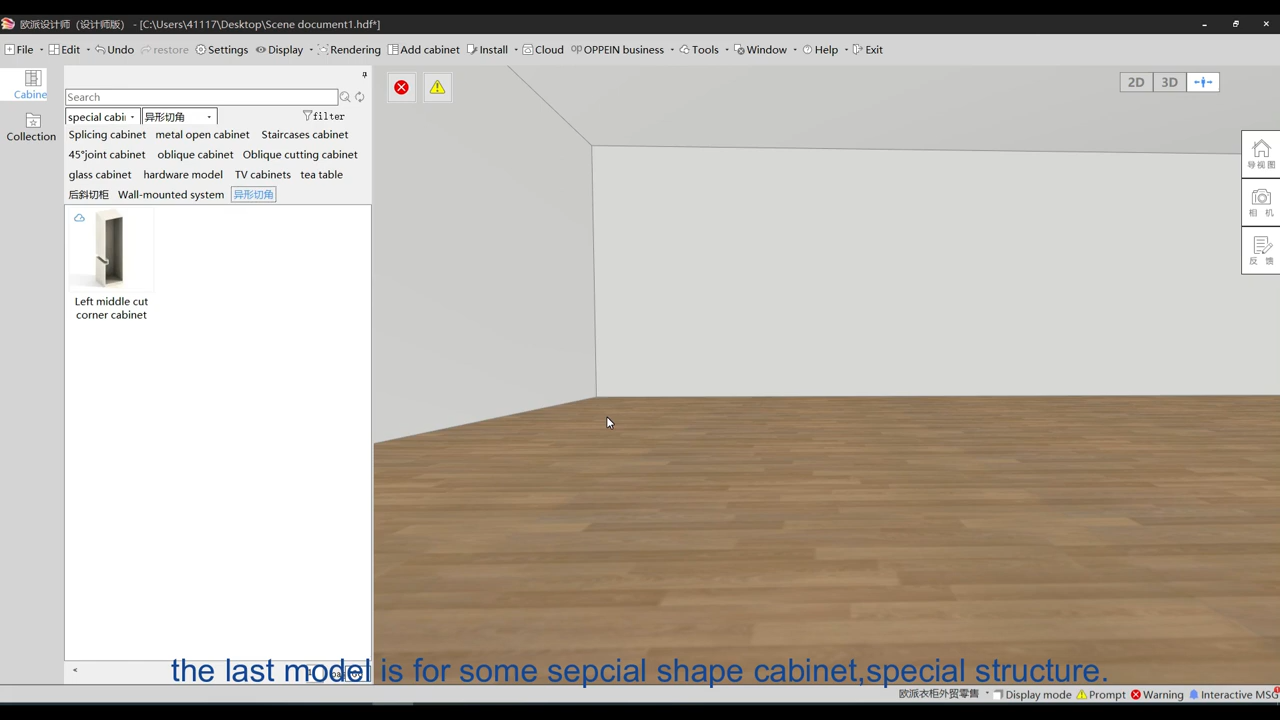 欧派设计师（设计师版） - [C:\Users\41117\Desktop\Scene document1.hdf*]
File Edit Undo restore Settings Display Rendering Add cabinet Install Cloud OPPEIN business Tools Window Help Exit
Cabine
Collection
Search
special cabi 异形切角 filter
Splicing cabinet metal open cabinet Staircases cabinet
45°joint cabinet oblique cabinet Oblique cutting cabinet
glass cabinet hardware model TV cabinets tea table
后斜切柜 Wall-mounted system 异形切角
Left middle cut
corner cabinet
2D 3D
导视图
相 机
反 馈
the last model is for some sepcial shape cabinet,special structure.
欧派衣柜外贸零售 Display mode Prompt Warning Interactive MSG